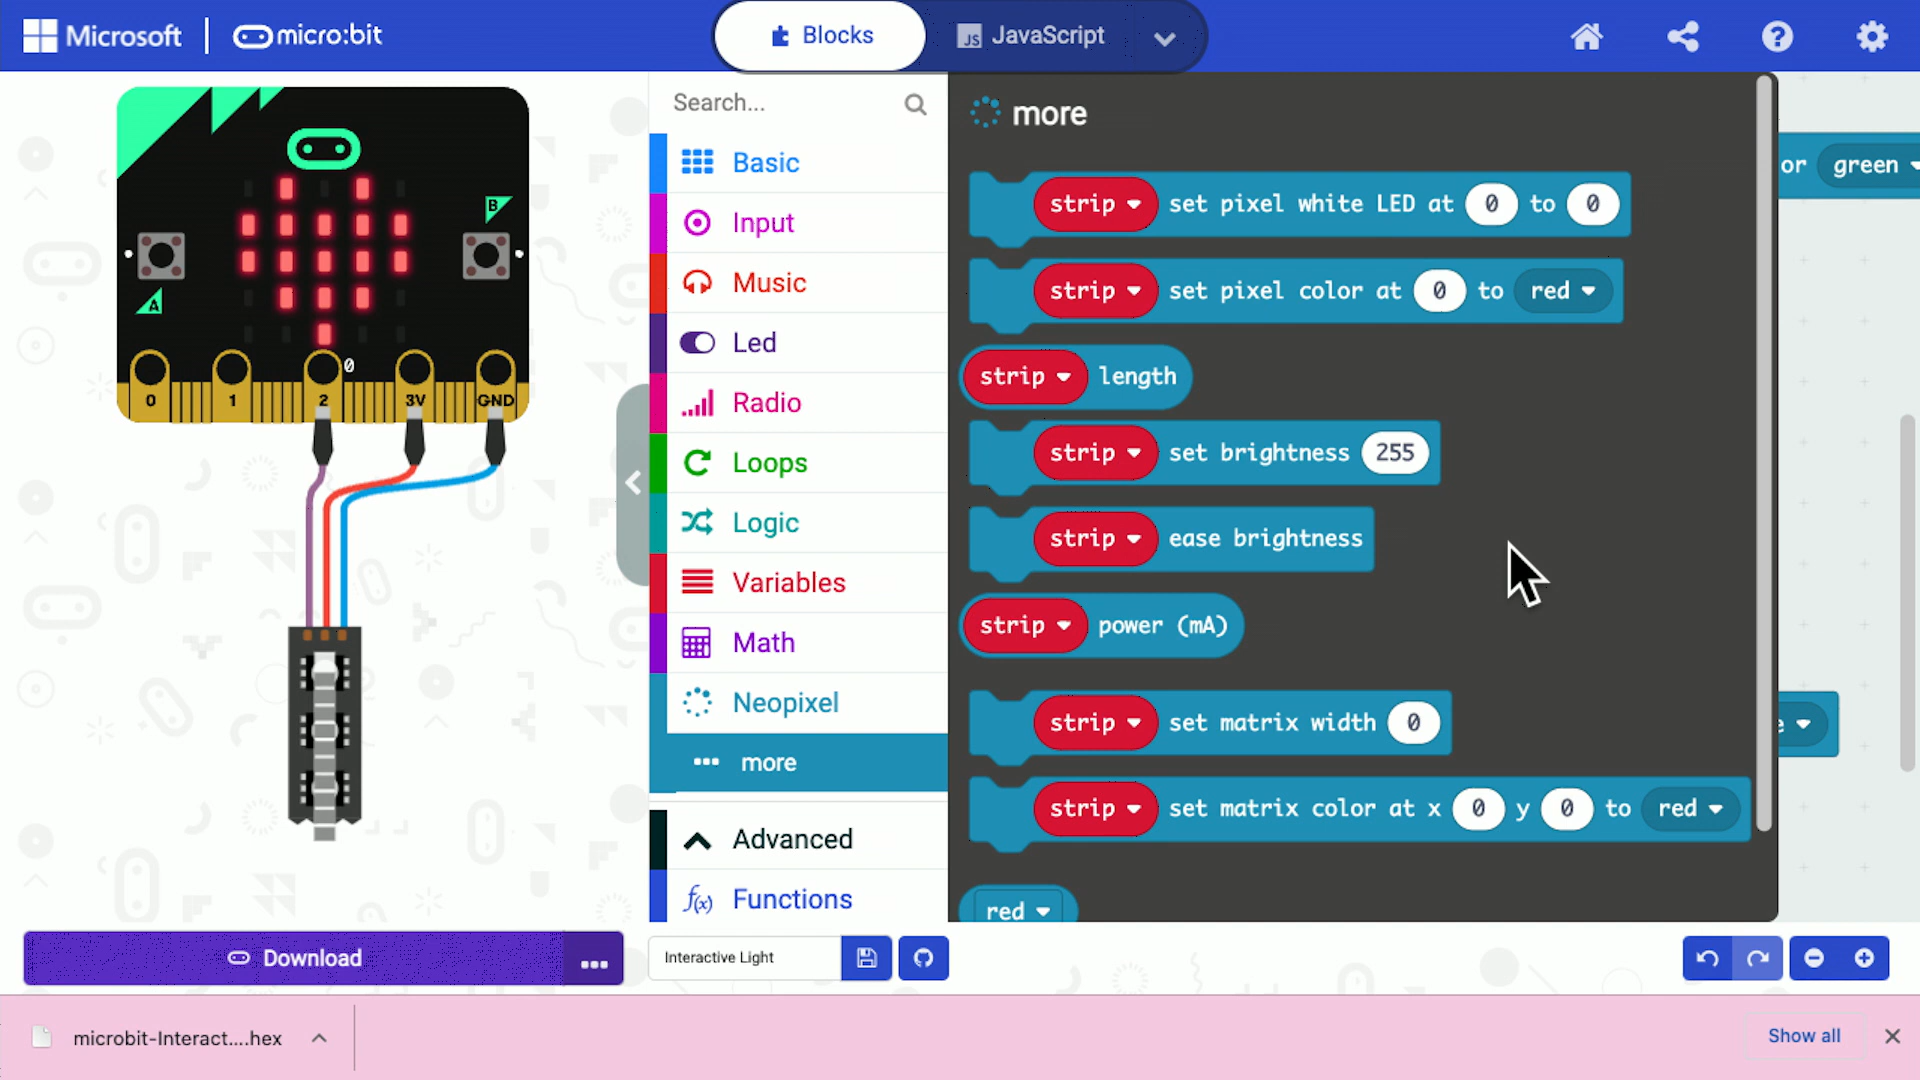 Microsoft
micro:bit
Blocks
JS JavaScript
B
A
0
0 1 2 3V GND
Download
...
Search...
Basic
Input
Music
Led
Radio
Loops
Logic
Variables
Math
Neopixel
more
Advanced
f(x) Functions
more
strip set pixel white LED at 0 to 0
strip set pixel color at 0 to red
strip length
strip set brightness 255
strip ease brightness
strip power (mA)
strip set matrix width 0
strip set matrix color at x 0 y 0 to red
red
or green
e
Interactive Light
microbit-Interact....hex
Show all